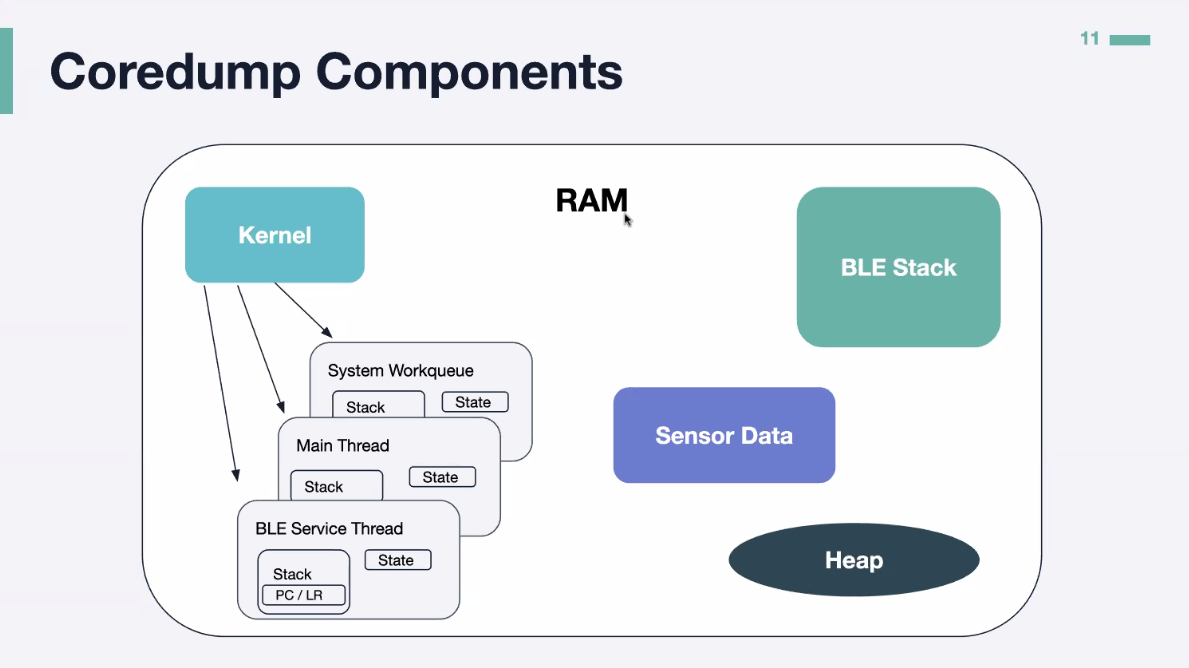 11
Coredump Components
RAM
Kernel
BLE Stack
System Workqueue
Stack
State
Main Thread
Stack
State
BLE Service Thread
Stack
State
PC / LR
Sensor Data
Heap